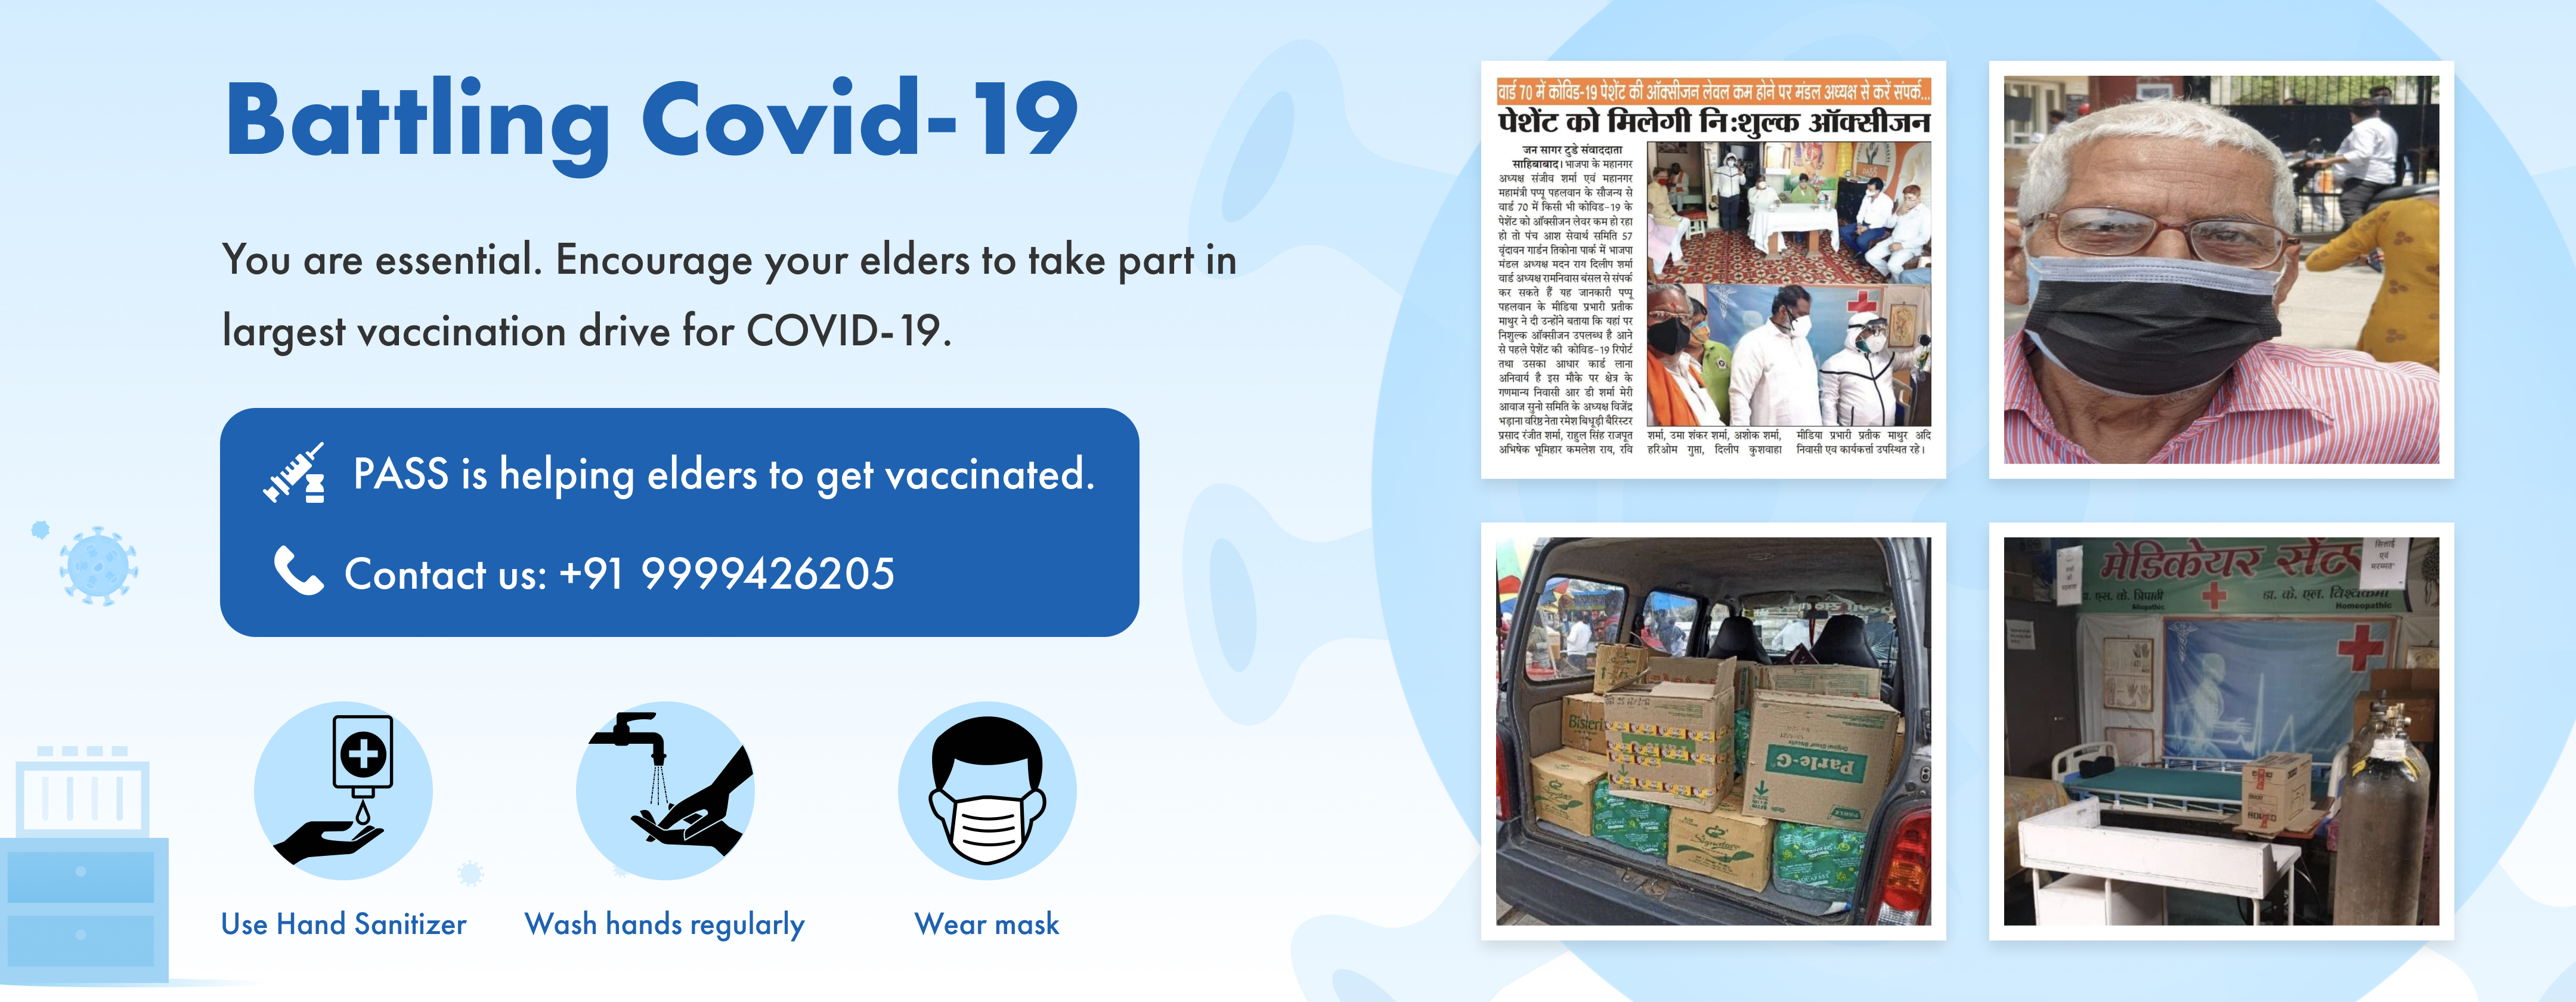 Battling Covid-19
You are essential. Encourage your elders to take part in
largest vaccination drive for COVID-19.
PASS is helping elders to get vaccinated.
Contact us: +91 9999426205
Use Hand Sanitizer
Wash hands regularly
Wear mask
वार्ड 70 में कोविड-19 पेशेंट की ऑक्सीजन लेवल कम होने पर मंडल अध्यक्ष से करें संपर्क...
पेशेंट को मिलेगी नि:शुल्क ऑक्सीजन
जन सागर टुडे संवाददाता
साहिबाबाद। भाजपा के महानगर
अध्यक्ष संजीव शर्मा एवं महानगर
महामंत्री पप्पू पहलवान के सौजन्य से
वार्ड 70 में किसी भी कोविड-19 के
पेशेंट को ऑक्सीजन लेवर कम हो रहा
हो तो पंच आश सेवार्थ समिति 57
वृंदावन गार्डन तिकोना पार्क में भाजपा
मंडल अध्यक्ष मदन राय दिलीप शर्मा
वार्ड अध्यक्ष रामनिवास बंसल से संपर्क
कर सकते हैं यह जानकारी पप्पू
पहलवान के मीडिया प्रभारी प्रतीक
माथुर ने दी उन्होंने बताया कि यहां पर
निशुल्क ऑक्सीजन उपलब्ध है आने
से पहले पेशेंट की कोविड-19 रिपोर्ट
तथा उसका आधार कार्ड लाना
अनिवार्य है इस मौके पर क्षेत्र के
गणमान्य निवासी आर डी शर्मा मेरी
आवाज सुनो समिति के अध्यक्ष विजेंद्र
भड़ाना वरिष्ठ नेता रमेश बिधूड़ी बैरिस्टर
प्रसाद रंजीत शर्मा, राहुल सिंह राजपूत
अभिषेक भूमिहार कमलेश राय, रवि
शर्मा, उमा शंकर शर्मा, अशोक शर्मा,
हरिओम गुप्ता, दिलीप कुशवाहा
मीडिया प्रभारी प्रतीक माथुर आदि
निवासी एव कार्यकर्त्ता उपस्थित रहे।
Parle-G
Signature
मेडिकेयर सेंटर
एस. के. त्रिपाठी
Allopathic
डा. के. एल. विश्वकर्मा
Homeopathic
सिलाई
एवं
मरम्मत